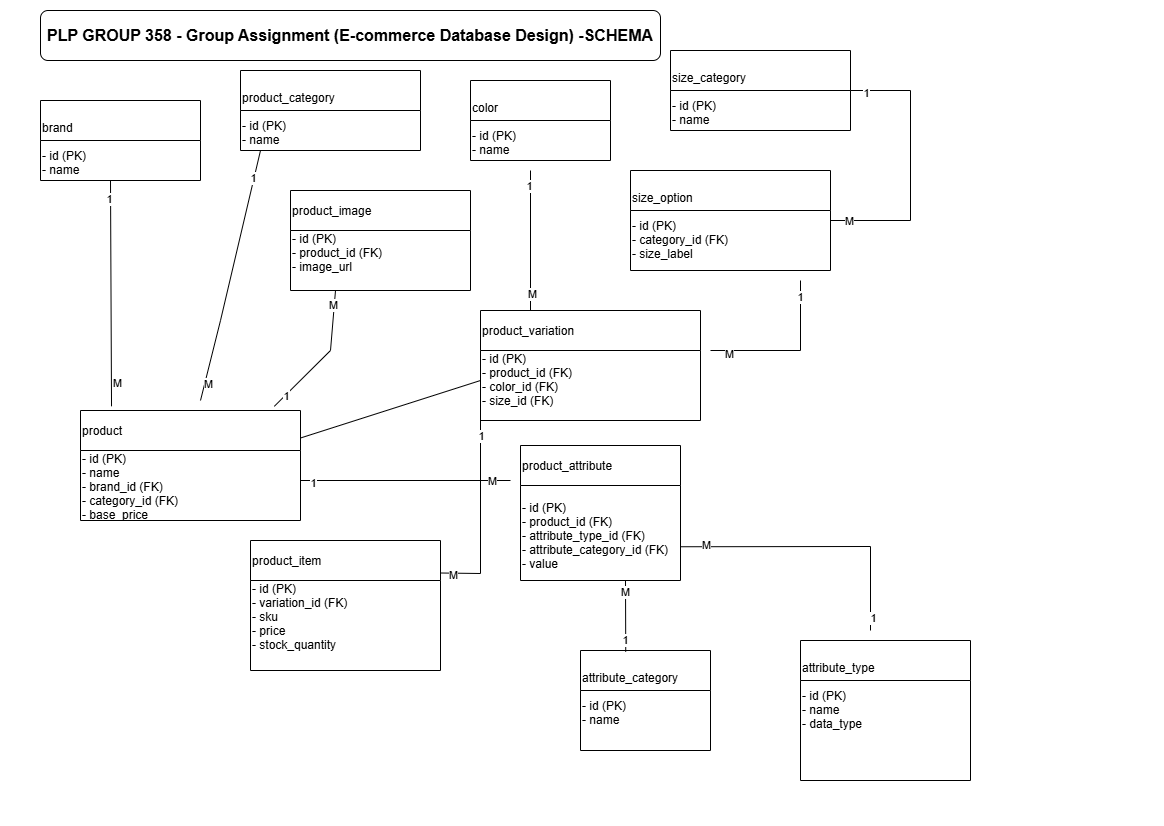 PLP GROUP 358 - Group Assignment (E-commerce Database Design) -SCHEMA
brand
- id (PK)
- name
product_category
- id (PK)
- name
color
- id (PK)
- name
size_category
- id (PK)
- name
1
1
1
1
product_image
- id (PK)
- product_id (FK)
- image_url
size_option
- id (PK)
- category_id (FK)
- size_label
M
M
M
1
product_variation
- id (PK)
- product_id (FK)
- color_id (FK)
- size_id (FK)
M
M
M
1
product
- id (PK)
- name
- brand_id (FK)
- category_id (FK)
- base_price
1
1
M
product_attribute
- id (PK)
- product_id (FK)
- attribute_type_id (FK)
- attribute_category_id (FK)
- value
M
product_item
- id (PK)
- variation_id (FK)
- sku
- price
- stock_quantity
M
M
1
1
attribute_category
- id (PK)
- name
attribute_type
- id (PK)
- name
- data_type